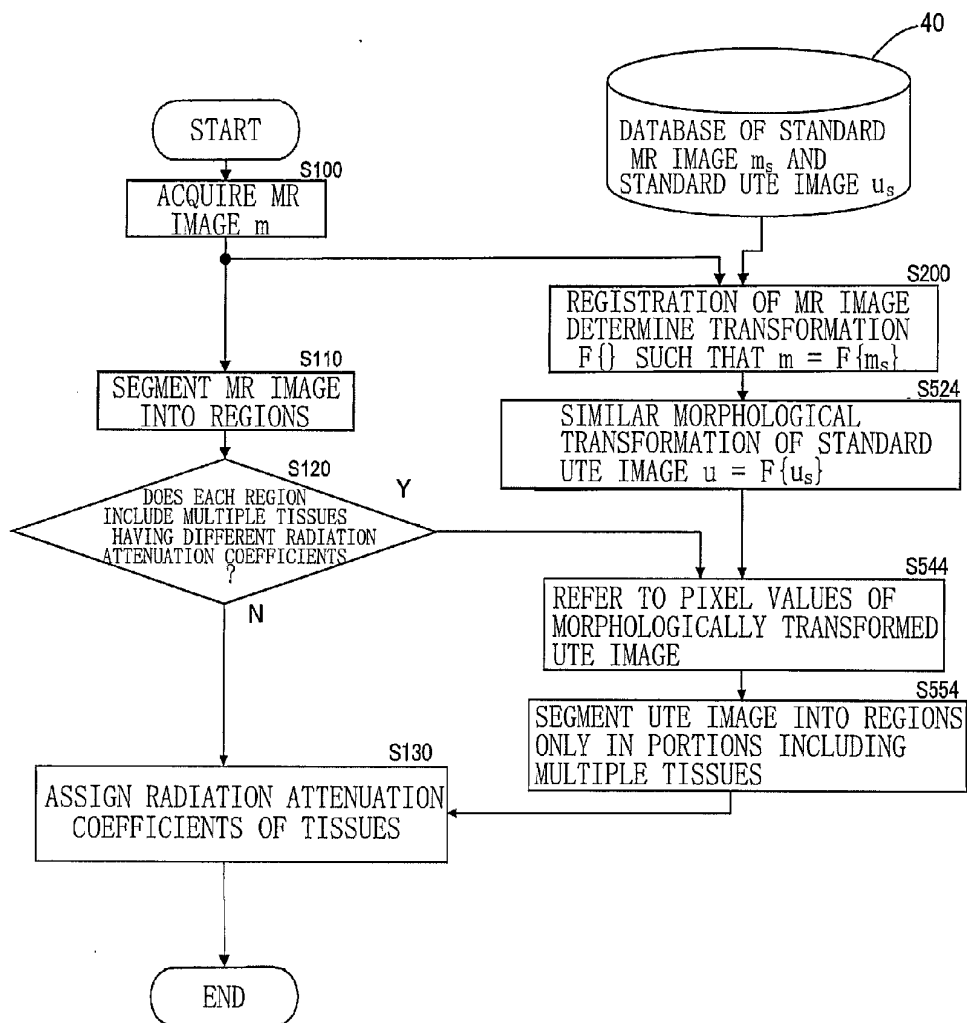 40
START
DATABASE OF STANDARD
MR IMAGE mₛ AND
STANDARD UTE IMAGE uₛ
S100
ACQUIRE MR
IMAGE m
S200
REGISTRATION OF MR IMAGE
DETERMINE TRANSFORMATION
F{} SUCH THAT m = F{mₛ}
S110
SEGMENT MR IMAGE
INTO REGIONS
S524
SIMILAR MORPHOLOGICAL
TRANSFORMATION OF STANDARD
UTE IMAGE u = F{uₛ}
S120
DOES EACH REGION
INCLUDE MULTIPLE TISSUES
HAVING DIFFERENT RADIATION
ATTENUATION COEFFICIENTS
?
Y
N
S544
REFER TO PIXEL VALUES OF
MORPHOLOGICALLY TRANSFORMED
UTE IMAGE
S554
SEGMENT UTE IMAGE INTO REGIONS
ONLY IN PORTIONS INCLUDING
MULTIPLE TISSUES
S130
ASSIGN RADIATION ATTENUATION
COEFFICIENTS OF TISSUES
END